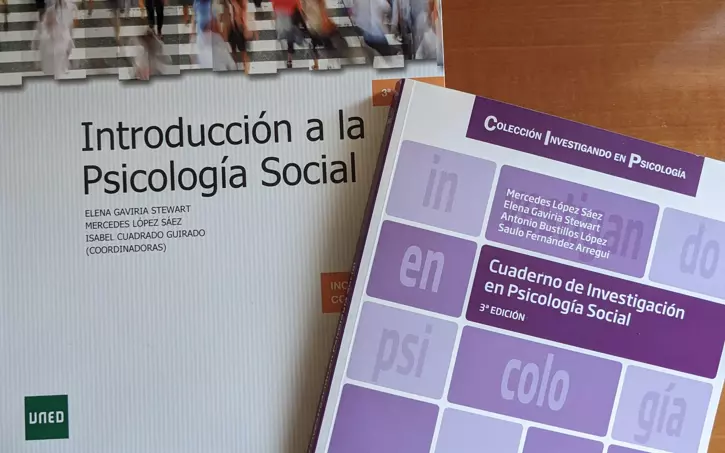 3ª
Introducción a la
Psicología Social
ELENA GAVIRIA STEWART
MERCEDES LÓPEZ SÁEZ
ISABEL CUADRADO GUIRADO
(COORDINADORAS)
UNED
COLECCIÓN INVESTIGANDO EN PSICOLOGÍA
in
do
Mercedes López Sáez
Elena Gaviria Stewart
Antonio Bustillos López
Saulo Fernández Arregui
en
Cuaderno de Investigación
en Psicología Social
3ª EDICIÓN
psi
colo
gía